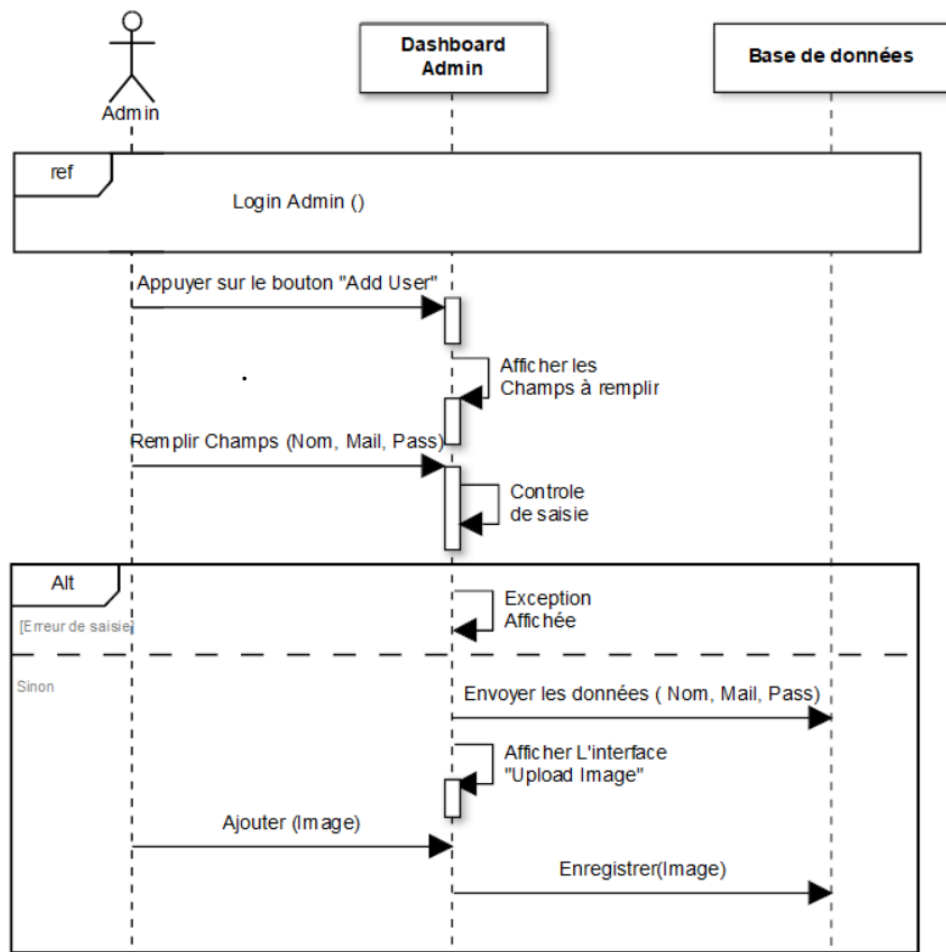 Dashboard
Admin
Base de données
Admin
ref
Login Admin ()
Appuyer sur le bouton "Add User"
Afficher les
Champs à remplir
Remplir Champs (Nom, Mail, Pass)
Controle
de saisie
Alt
Exception
Affichée
[Erreur de saisie]
Sinon
Envoyer les données ( Nom, Mail, Pass)
Afficher L'interface
"Upload Image"
Ajouter (Image)
Enregistrer(Image)